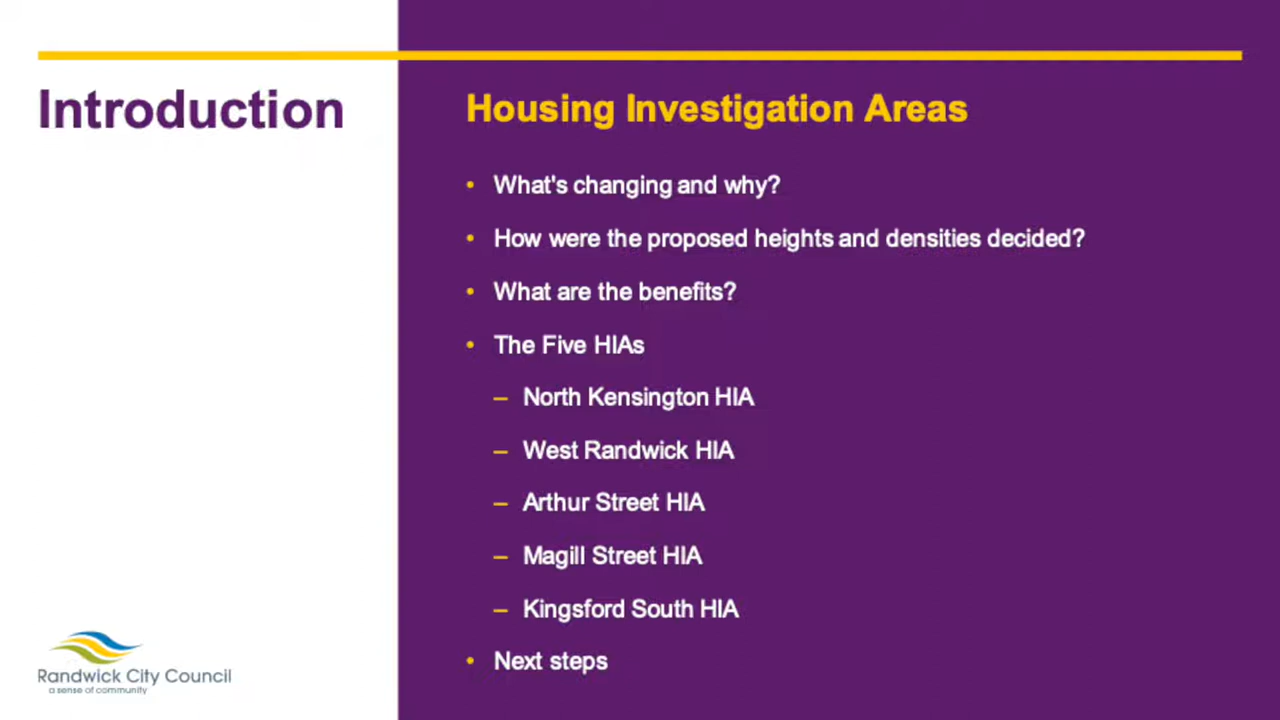 Introduction
Housing Investigation Areas
• What's changing and why?
• How were the proposed heights and densities decided?
• What are the benefits?
• The Five HIAs
– North Kensington HIA
– West Randwick HIA
– Arthur Street HIA
– Magill Street HIA
– Kingsford South HIA
• Next steps
Randwick City Council
a sense of community